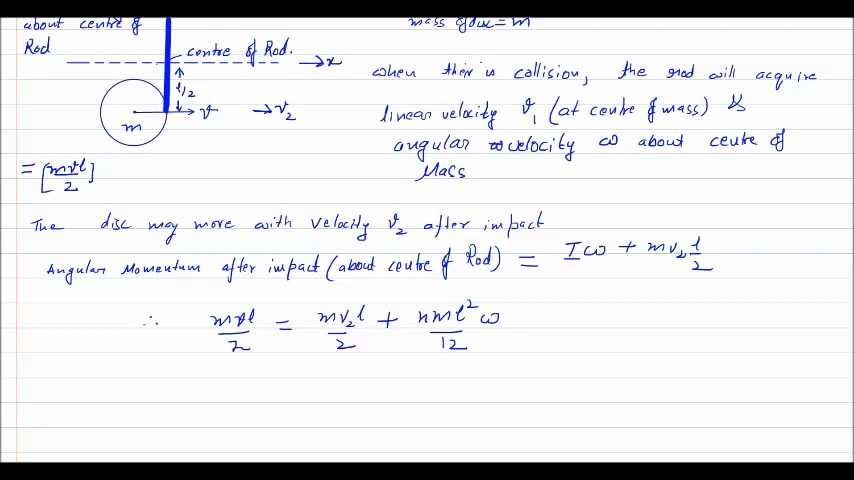 about centre of
mass of disc = m
Rod
centre of Rod.
x
l/2
v
v2
m
when there is collision, the rod will acquire
linear velocity v1 (at centre of mass) &
angular velocity ω about centre of
Mass
= [mvl/2]
The disc may move with velocity v2 after impact
Angular Momentum after impact (about centre of Rod) = Iω + mv2 l/2
∴ mvl/2 = mv2l/2 + nml²/12 ω